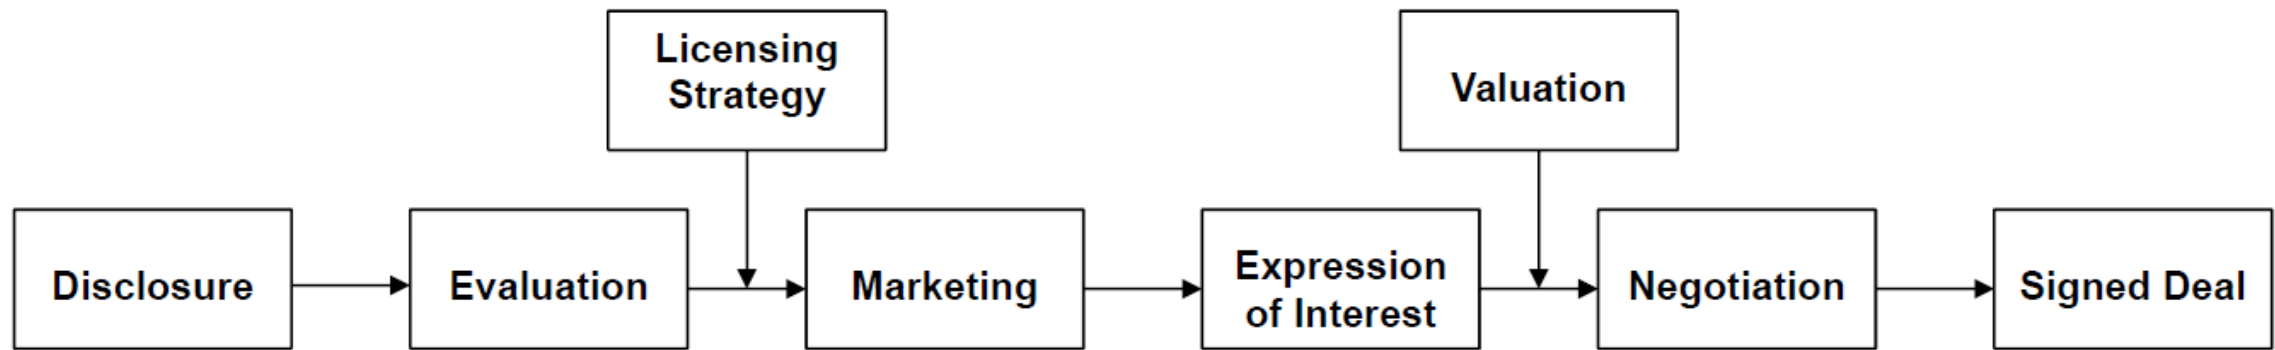 Licensing
Strategy
Valuation
Disclosure
Evaluation
Marketing
Expression
of Interest
Negotiation
Signed Deal